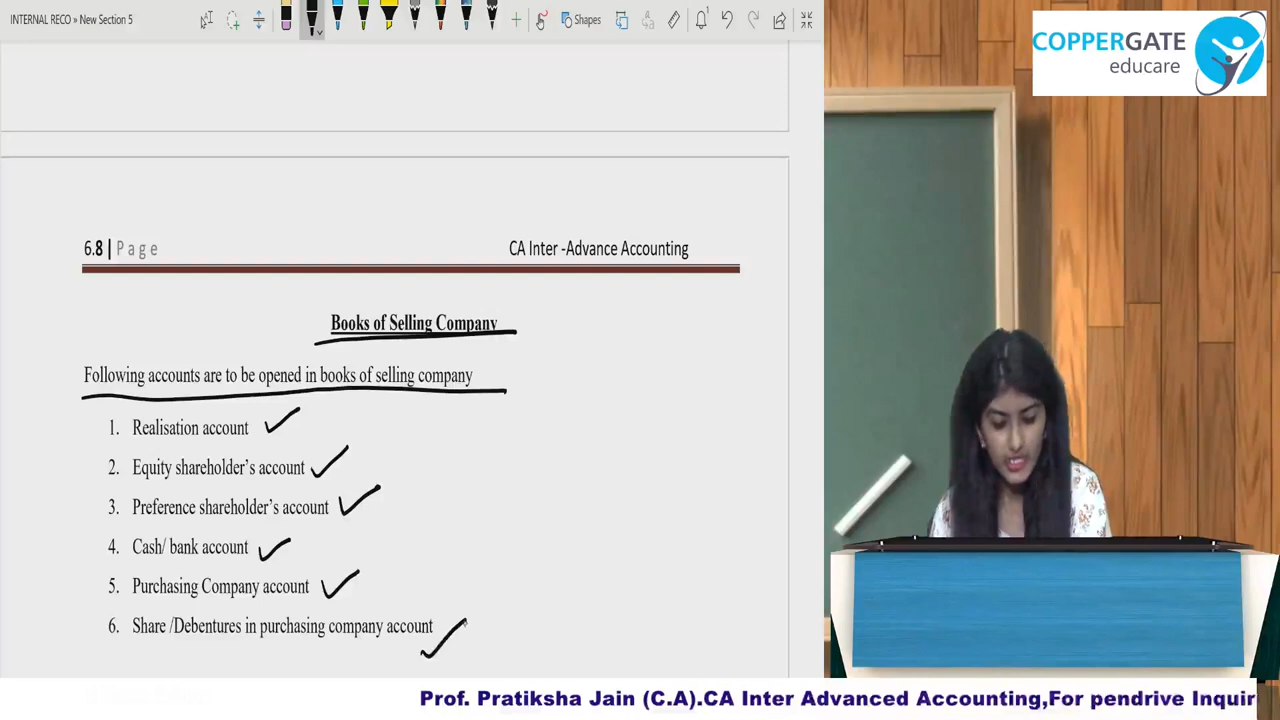 INTERNAL RECO » New Section 5
Shapes
COPPERGATE
educare
6.8 | Page
CA Inter -Advance Accounting
Books of Selling Company
Following accounts are to be opened in books of selling company
1. Realisation account
2. Equity shareholder's account
3. Preference shareholder's account
4. Cash/ bank account
5. Purchasing Company account
6. Share /Debentures in purchasing company account
Prof. Pratiksha Jain (C.A).CA Inter Advanced Accounting,For pendrive Inquir